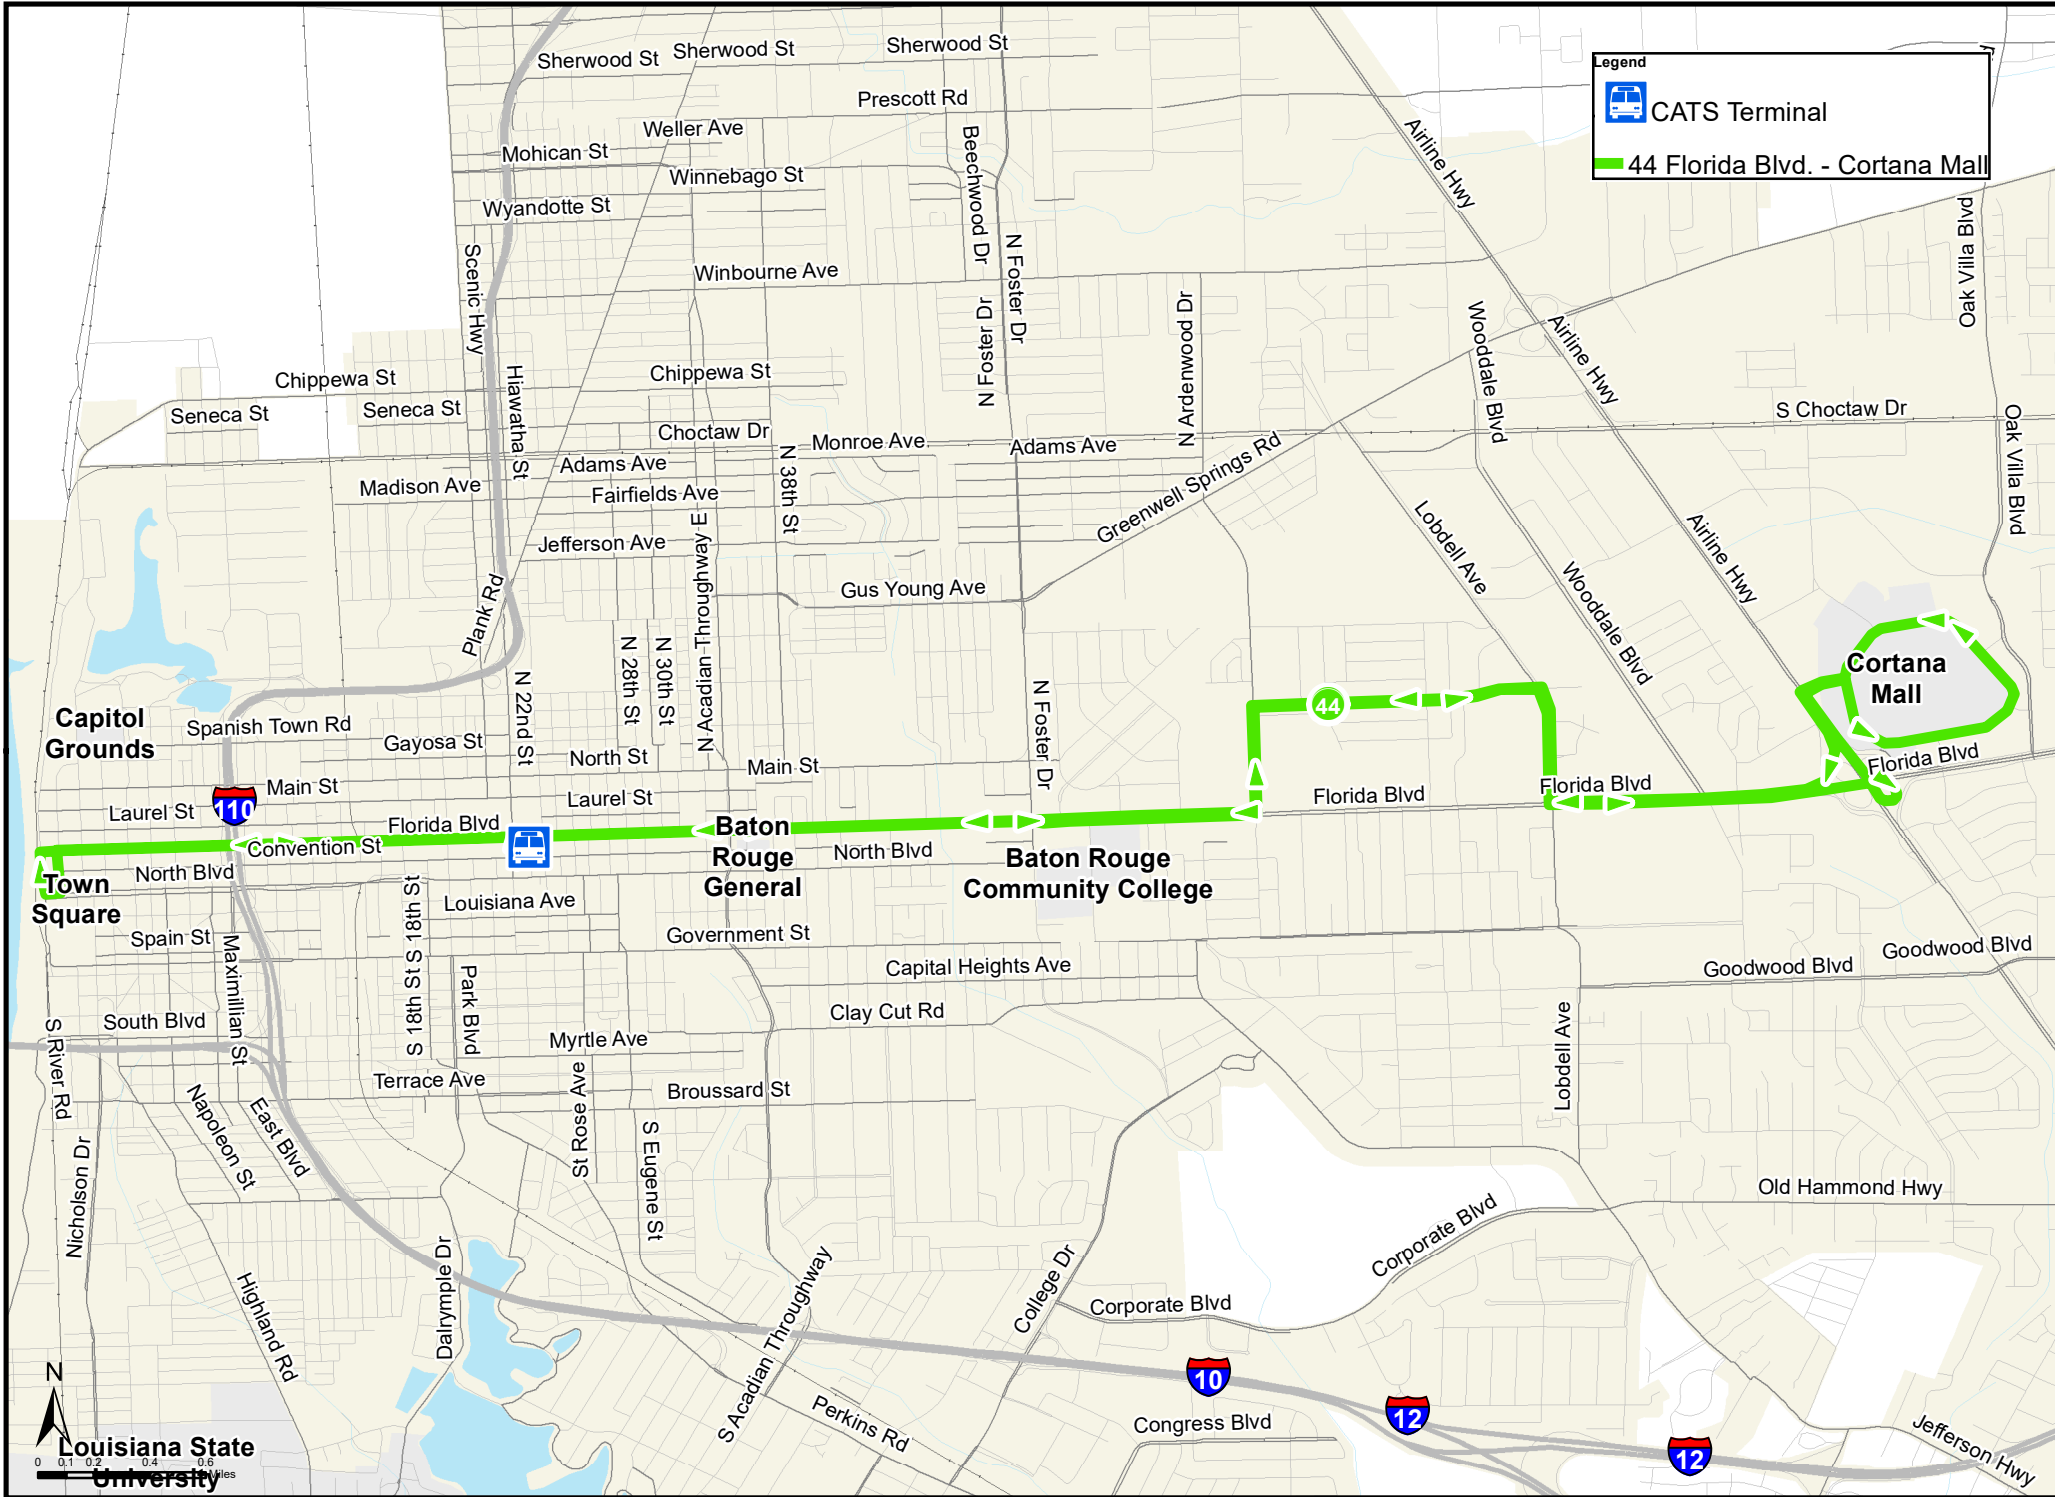 Sherwood St
Sherwood St
Sherwood St
Legend
CATS Terminal
44 Florida Blvd. - Cortana Mall
Prescott Rd
Weller Ave
Mohican St
Winnebago St
Wyandotte St
Beechwood Dr
Airline Hwy
Oak Villa Blvd
Scenic Hwy
Winbourne Ave
N Foster Dr
N Foster Dr
N Ardenwood Dr
Wooddale Blvd
Airline Hwy
Chippewa St
Chippewa St
Hiawatha St
Seneca St
Seneca St
S Choctaw Dr
Choctaw Dr
Monroe Ave
Adams Ave
Oak Villa Blvd
Adams Ave
N 38th St
Madison Ave
Fairfields Ave
Greenwell Springs Rd
Jefferson Ave
N Acadian Throughway E
Lobdell Ave
Airline Hwy
Gus Young Ave
Wooddale Blvd
Plank Rd
N 28th St
N 30th St
Cortana
Mall
N 22nd St
N Foster Dr
44
Capitol
Grounds
Spanish Town Rd
Gayosa St
North St
Main St
Florida Blvd
Main St
110
Laurel St
Laurel St
Florida Blvd
Florida Blvd
Florida Blvd
Convention St
Baton
Rouge
General
North Blvd
Baton Rouge
Community College
North Blvd
Town
Square
S 18th St
Louisiana Ave
Government St
Spain St
Maximillian St
Goodwood Blvd
Goodwood Blvd
Capital Heights Ave
S 18th St
Park Blvd
Clay Cut Rd
South Blvd
S River Rd
Myrtle Ave
Lobdell Ave
Terrace Ave
Broussard St
St Rose Ave
Napoleon St
East Blvd
S Eugene St
Nicholson Dr
Old Hammond Hwy
Corporate Blvd
Dalrymple Dr
Highland Rd
College Dr
Corporate Blvd
S Acadian Throughway
10
12
Perkins Rd
Congress Blvd
12
Jefferson Hwy
N
Louisiana State
University
0 0.1 0.2 0.4 0.6
Miles